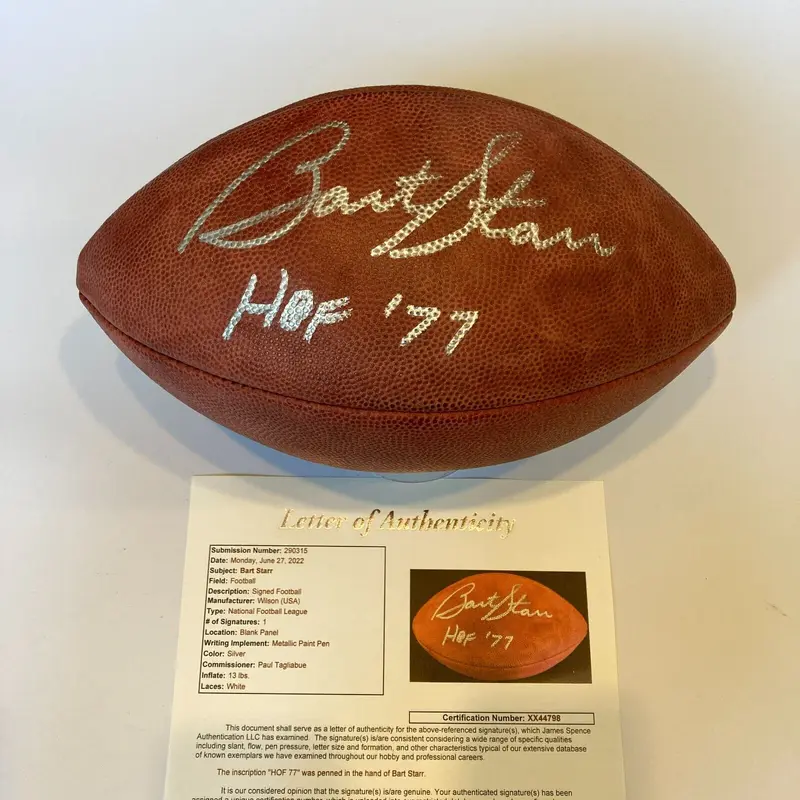 Bart Starr
HOF '77
Letter of Authenticity
Submission Number: 290315
Date: Monday, June 27, 2022
Subject: Bart Starr
Field: Football
Description: Signed Football
Manufacturer: Wilson (USA)
Type: National Football League
# of Signatures: 1
Location: Blank Panel
Writing Implement: Metallic Paint Pen
Color: Silver
Commissioner: Paul Tagliabue
Inflate: 13 lbs.
Laces: White
Bart Starr
HOF '77
Certification Number: XX44798
This document shall serve as a letter of authenticity for the above-referenced signature(s), which James Spence
Authentication LLC has examined. The signature(s) is/are consistent considering a wide range of specific qualities
including slant, flow, pen pressure, letter size and formation, and other characteristics typical of our extensive database
of known exemplars we have examined throughout our hobby and professional careers.
The inscription "HOF 77" was penned in the hand of Bart Starr.
It is our considered opinion that the signature(s) is/are genuine. Your authenticated signature(s) has been
assigned a unique certification number, which is